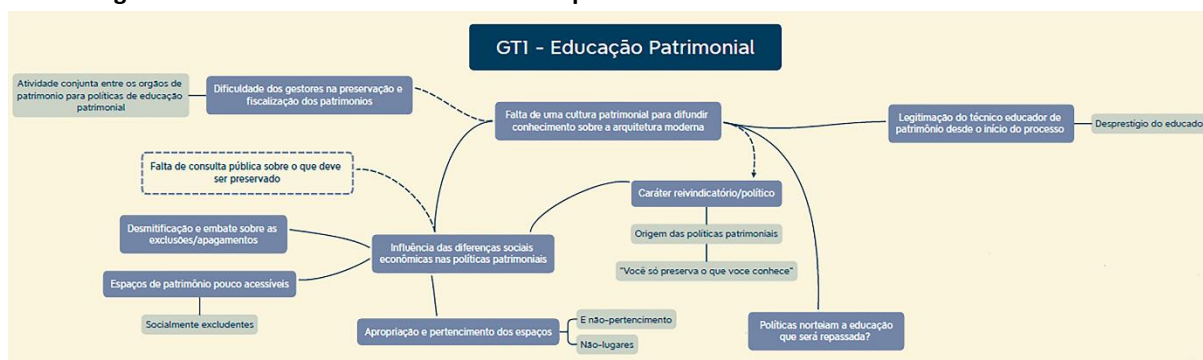 GT1 - Educação Patrimonial
Atividade conjunta entre os orgãos de
patrimonio para políticas de educação
patrimonial
Dificuldade dos gestores na preservação e
fiscalização dos patrimonios
Falta de uma cultura patrimonial para difundir
conhecimento sobre a arquitetura moderna
Legitimação do técnico educador de
patrimônio desde o início do processo
Desprestígio do educado
Falta de consulta pública sobre o que deve
ser preservado
Caráter reivindicatório/político
Origem das políticas patrimoniais
"Você só preserva o que voce conhece"
Desmitificação e embate sobre as
exclusões/apagamentos
Influência das diferenças sociais
econômicas nas políticas patrimoniais
Espaços de patrimônio pouco acessíveis
Socialmente excludentes
Apropriação e pertencimento dos espaços
E não-pertencimento
Não-lugares
Políticas norteiam a educação
que será repassada?